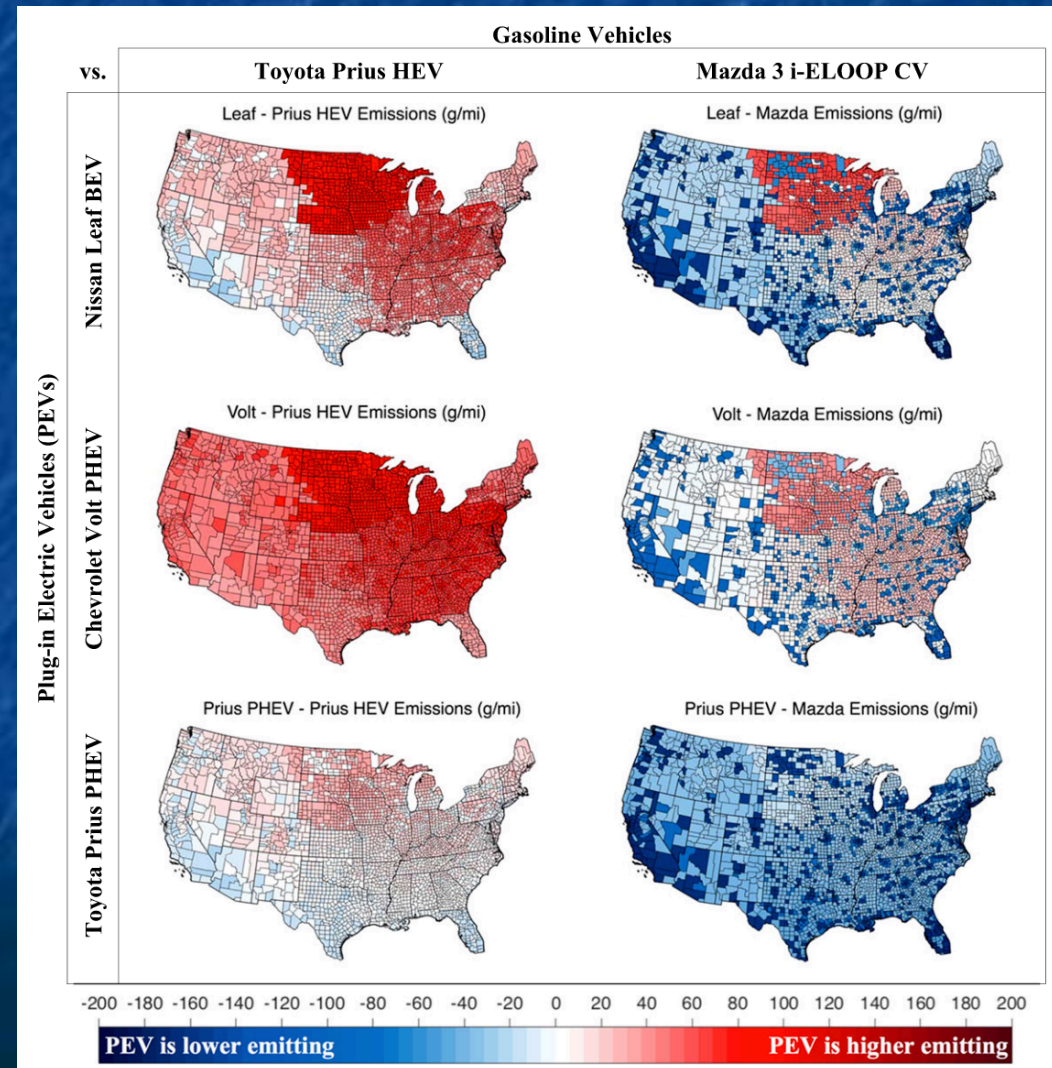 Gasoline Vehicles
vs.
Toyota Prius HEV
Mazda 3 i-ELOOP CV
Plug-in Electric Vehicles (PEVs)
Nissan Leaf BEV
Leaf - Prius HEV Emissions (g/mi)
Leaf - Mazda Emissions (g/mi)
Chevrolet Volt PHEV
Volt - Prius HEV Emissions (g/mi)
Volt - Mazda Emissions (g/mi)
Toyota Prius PHEV
Prius PHEV - Prius HEV Emissions (g/mi)
Prius PHEV - Mazda Emissions (g/mi)
-200 -180 -160 -140 -120 -100 -80 -60 -40 -20 0 20 40 60 80 100 120 140 160 180 200
PEV is lower emitting
PEV is higher emitting